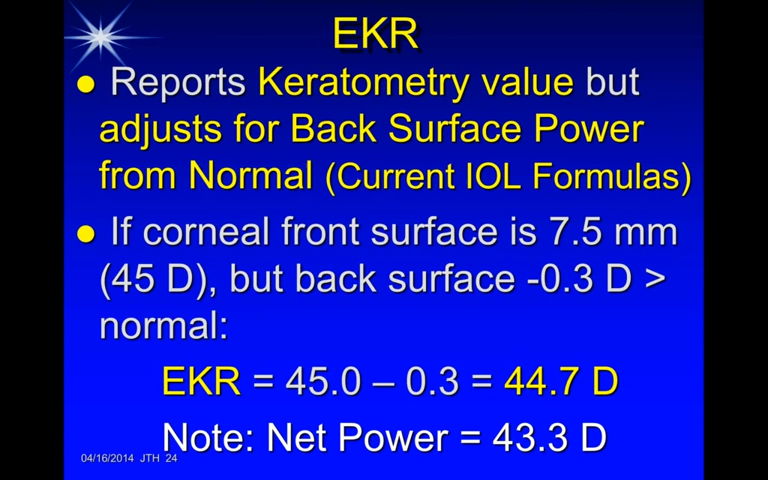 EKR
● Reports Keratometry value but
adjusts for Back Surface Power
from Normal (Current IOL Formulas)
● If corneal front surface is 7.5 mm
(45 D), but back surface -0.3 D >
normal:
EKR = 45.0 – 0.3 = 44.7 D
Note: Net Power = 43.3 D
04/16/2014 JTH 24